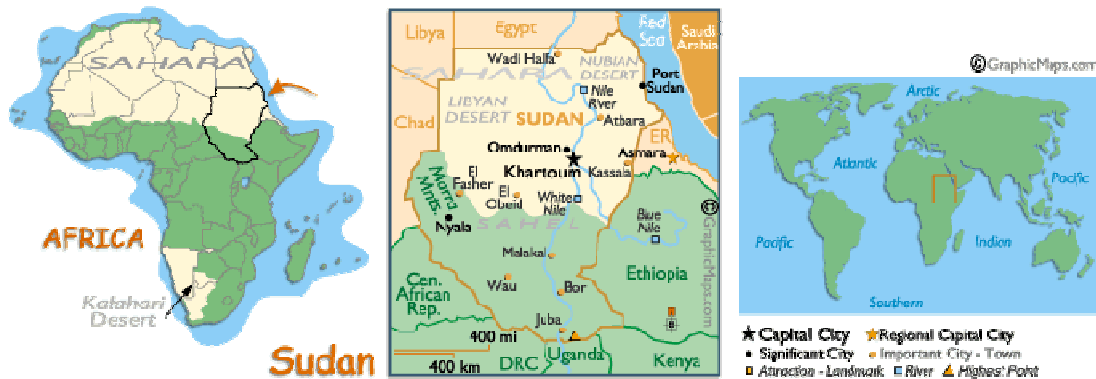 SAHARA
AFRICA
Kalahari
Desert
Sudan
Libya
Egypt
Red
Sea
Saudi
Arabia
Wadi Halfa
NUBIAN
DESERT
SAHARA
Port
Sudan
Nile
River
LIBYAN
DESERT
SUDAN
Atbara
Chad
ER
Omdurman
Asmara
Khartoum
Kassala
El
Fasher
El
Obeid
Marra
Mnts.
White
Nile
Nyala
SAHEL
Blue
Nile
Malakal
Ethiopia
Cen.
African
Rep.
Wau
Bor
Juba
400 mi
400 km
DRC
Uganda
Kenya
©GraphicMaps.com
©GraphicMaps.com
Arctic
Atlantic
Pacific
Pacific
Indian
Southern
Capital City
Regional Capital City
Significant City
Important City - Town
Attraction - Landmark
River
Highest Point